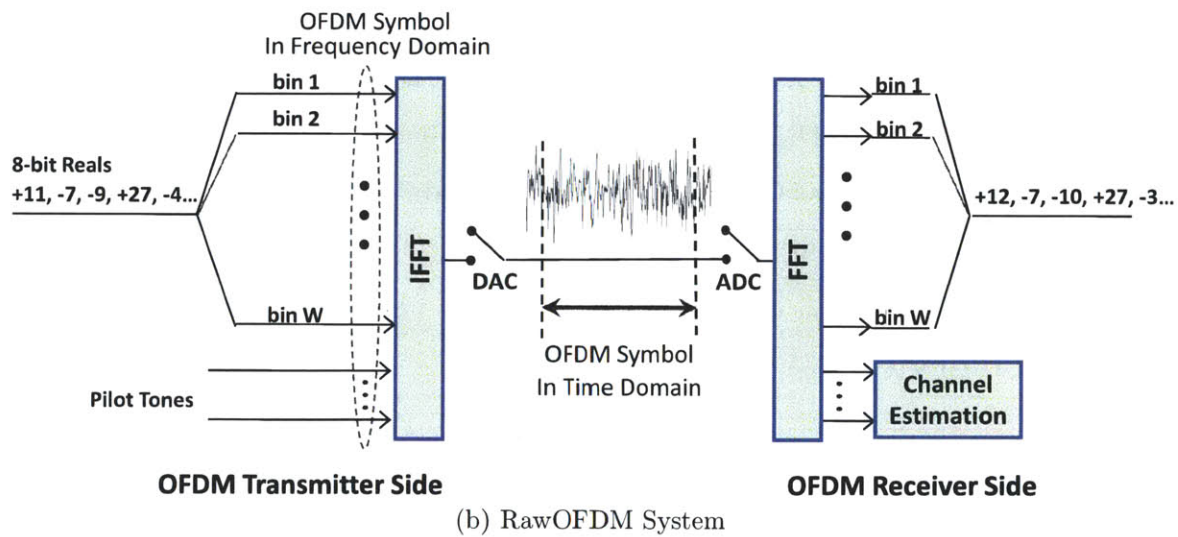 OFDM Symbol
In Frequency Domain
bin 1
bin 2
8-bit Reals
+11, -7, -9, +27, -4...
bin W
Pilot Tones
IFFT
DAC
OFDM Symbol
In Time Domain
ADC
FFT
bin 1
bin 2
+12, -7, -10, +27, -3...
bin W
Channel
Estimation
OFDM Transmitter Side
OFDM Receiver Side
(b) RawOFDM System